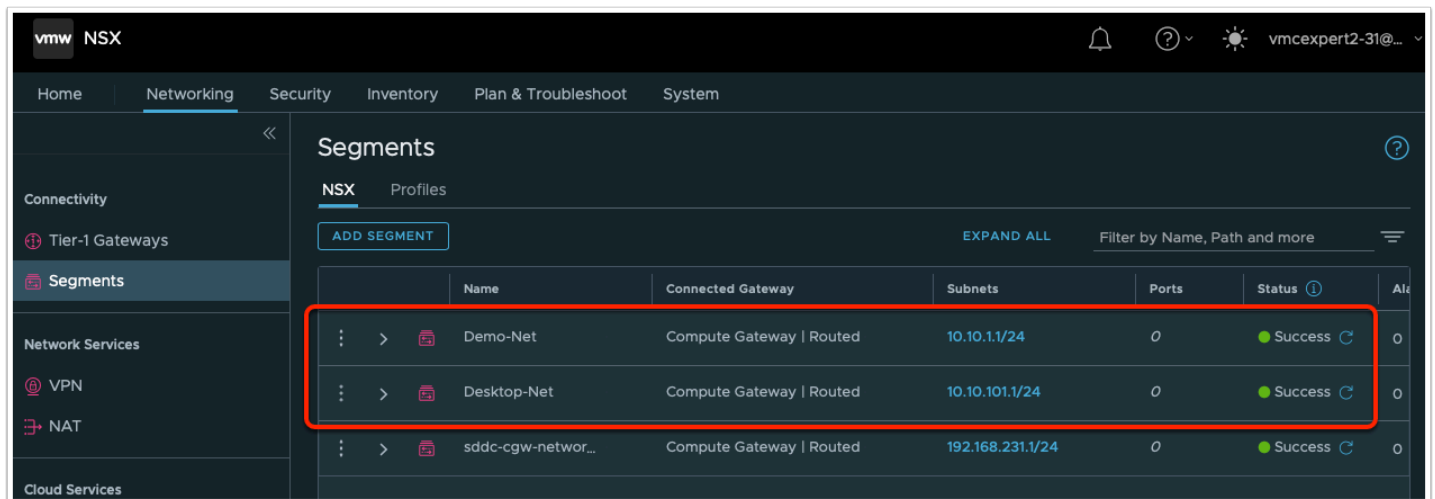 vmw NSX
vmcexpert2-31@...
Home Networking Security Inventory Plan & Troubleshoot System
Segments
NSX Profiles
Connectivity
Tier-1 Gateways
Segments
Network Services
VPN
NAT
Cloud Services
ADD SEGMENT EXPAND ALL Filter by Name, Path and more
Name Connected Gateway Subnets Ports Status Ala
Demo-Net Compute Gateway | Routed 10.10.1.1/24 0 Success 0
Desktop-Net Compute Gateway | Routed 10.10.101.1/24 0 Success 0
sddc-cgw-networ... Compute Gateway | Routed 192.168.231.1/24 0 Success 0